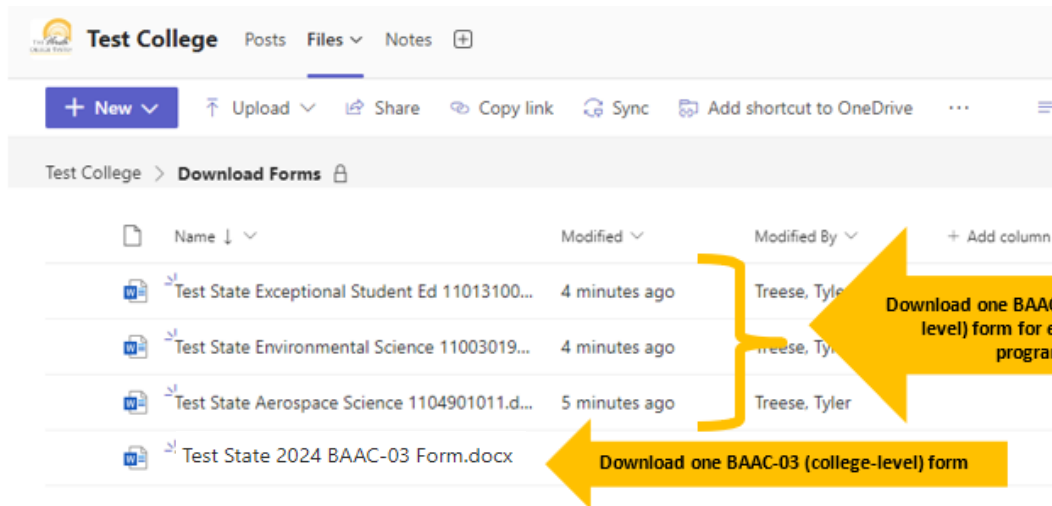 Test College Posts Files Notes
New Upload Share Copy link Sync Add shortcut to OneDrive ...
Test College > Download Forms
Name Modified Modified By + Add column
Test State Exceptional Student Ed 11013100... 4 minutes ago Treese, Tyle
Test State Environmental Science 11003019... 4 minutes ago Treese, Ty
Test State Aerospace Science 1104901011.d... 5 minutes ago Treese, Tyler
Download one BAAC
level) form for e
progra
Test State 2024 BAAC-03 Form.docx
Download one BAAC-03 (college-level) form